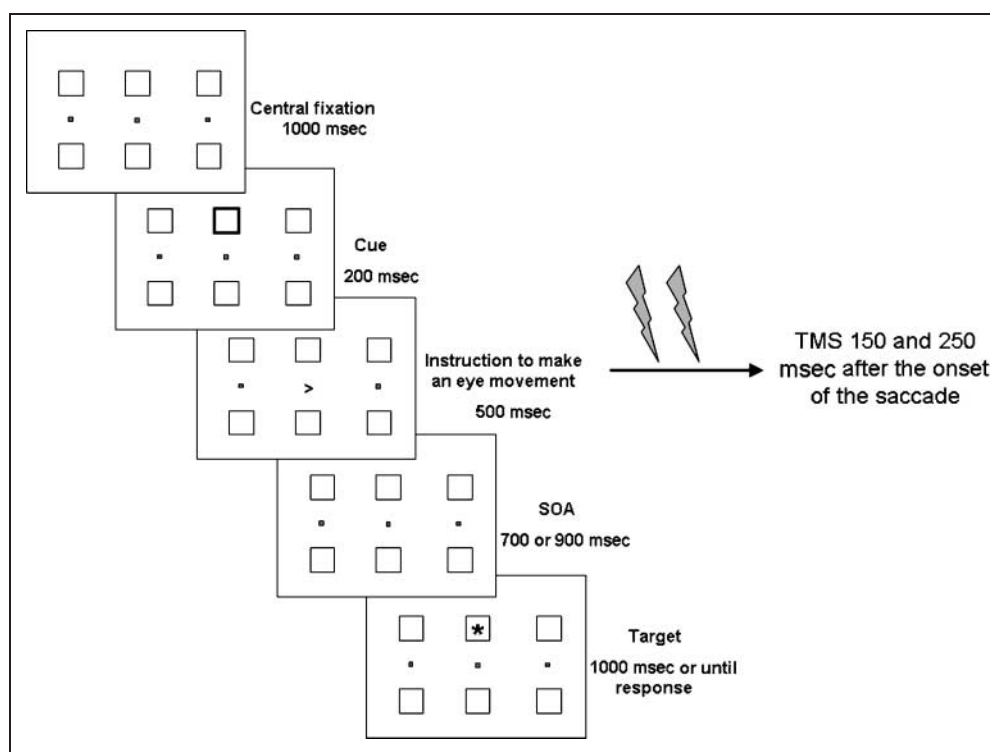 Central fixation
1000 msec
Cue
200 msec
>
Instruction to make
an eye movement
500 msec
TMS 150 and 250
msec after the onset
of the saccade
SOA
700 or 900 msec
*
Target
1000 msec or until
response